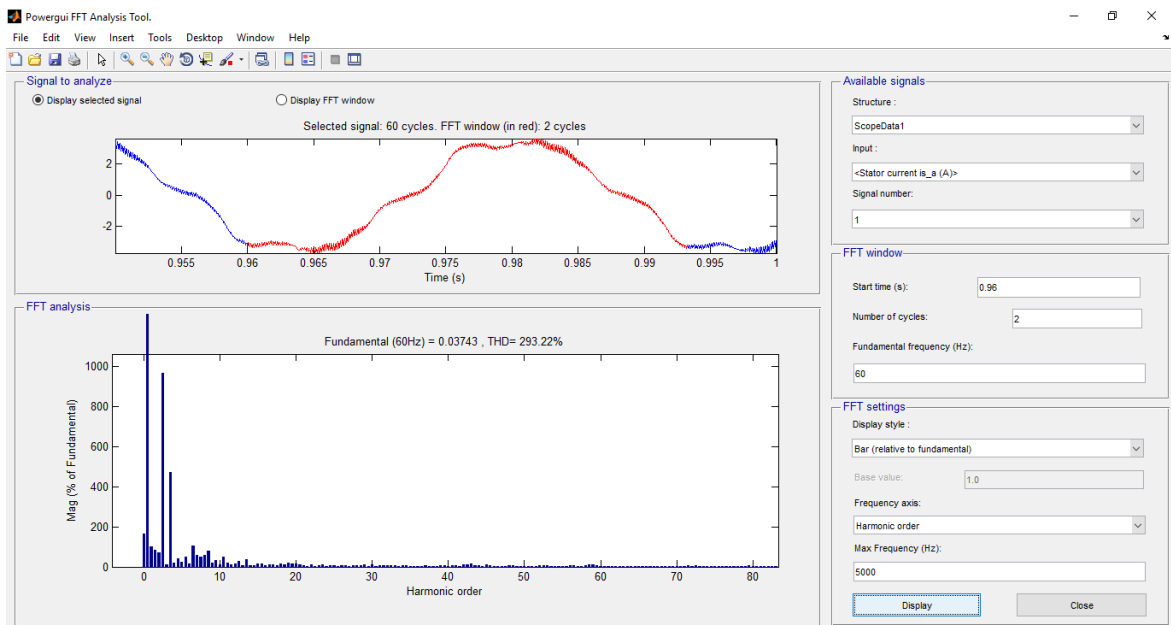 Powergui FFT Analysis Tool.
File Edit View Insert Tools Desktop Window Help
Signal to analyze
Display selected signal
Display FFT window
Selected signal: 60 cycles. FFT window (in red): 2 cycles
2
0
-2
0.955 0.96 0.965 0.97 0.975 0.98 0.985 0.99 0.995 1
Time (s)
FFT analysis
Fundamental (60Hz) = 0.03743 , THD= 293.22%
1000
800
600
400
200
0
Mag (% of Fundamental)
0 10 20 30 40 50 60 70 80
Harmonic order
Available signals
Structure :
ScopeData1
Input :
<Stator current is_a (A)>
Signal number:
1
FFT window
Start time (s): 0.96
Number of cycles: 2
Fundamental frequency (Hz):
60
FFT settings
Display style :
Bar (relative to fundamental)
Base value: 1.0
Frequency axis:
Harmonic order
Max Frequency (Hz):
5000
Display Close